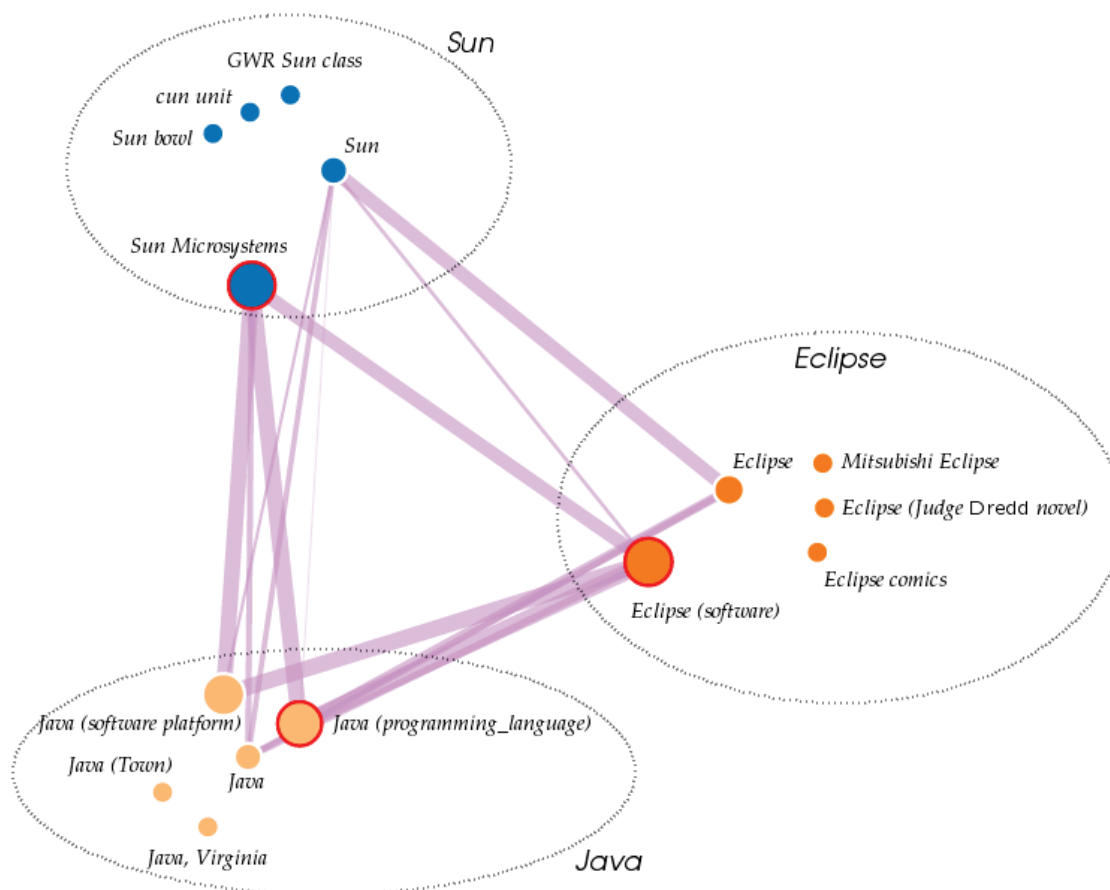 Sun
GWR Sun class
cun unit
Sun bowl
Sun
Sun Microsystems
Eclipse
Eclipse
Mitsubishi Eclipse
Eclipse (Judge Dredd novel)
Eclipse comics
Eclipse (software)
Java (software platform)
Java (programming_language)
Java (Town)
Java
Java, Virginia
Java